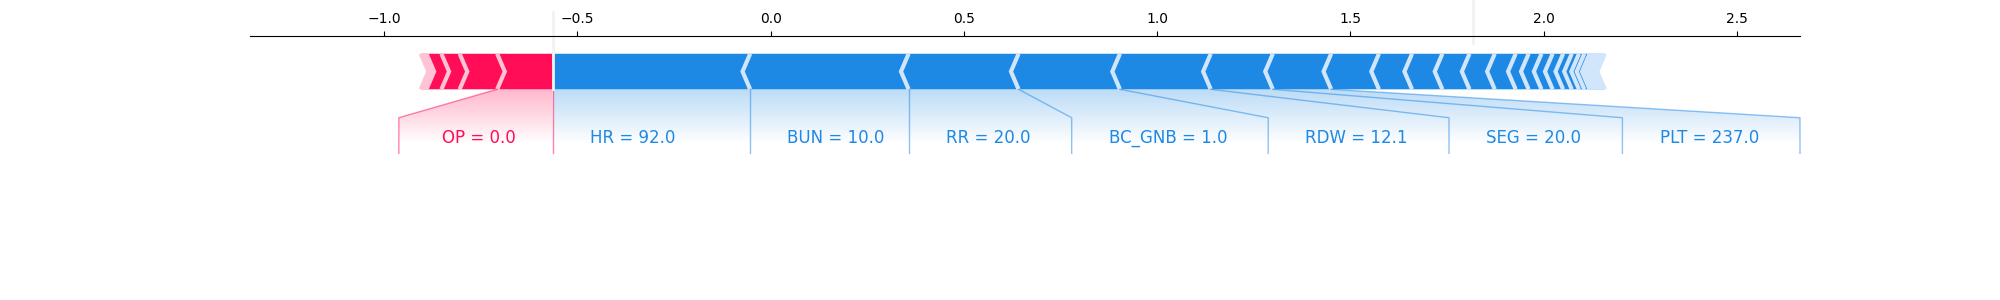 −1.0 −0.5 0.0 0.5 1.0 1.5 2.0 2.5
OP = 0.0 HR = 92.0 BUN = 10.0 RR = 20.0 BC_GNB = 1.0 RDW = 12.1 SEG = 20.0 PLT = 237.0